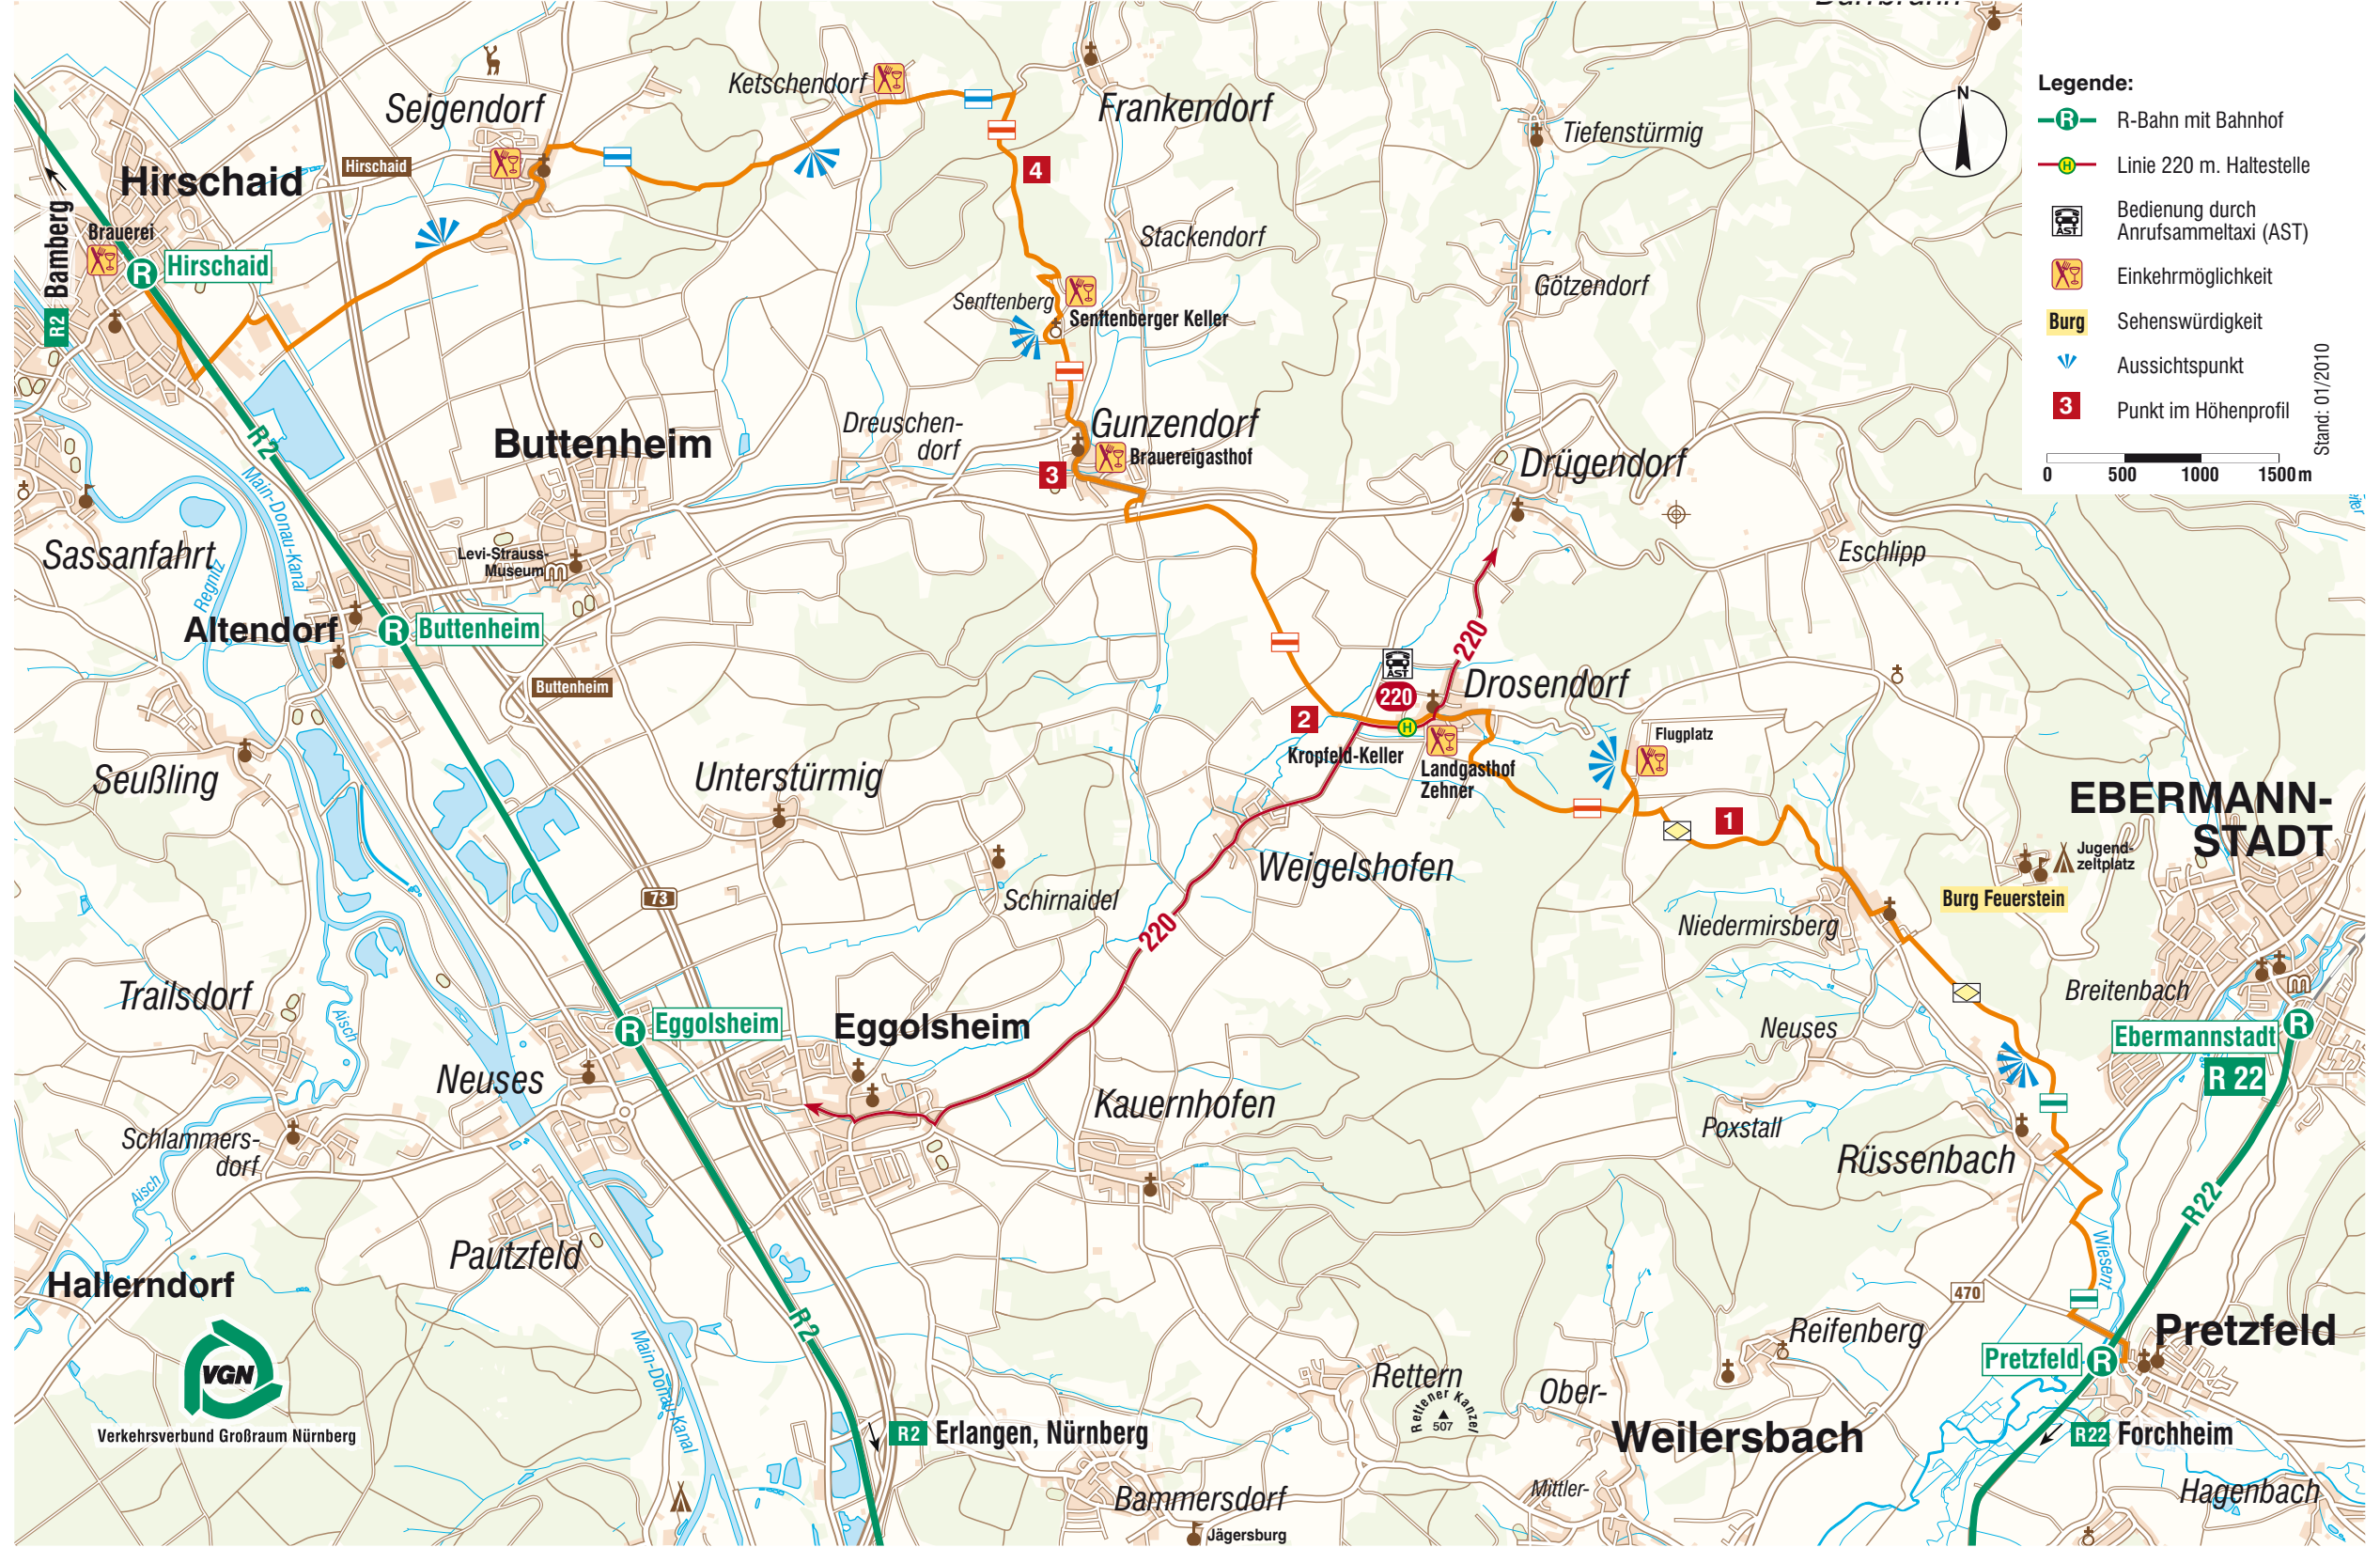 Legende:
R-Bahn mit Bahnhof
Linie 220 m. Haltestelle
AST
Bedienung durch
Anrufsammeltaxi (AST)
Einkehrmöglichkeit
Burg
Sehenswürdigkeit
Aussichtspunkt
3
Punkt im Höhenprofil
0 500 1000 1500 m
Stand: 01/2010
N
Ketschendorf
Seigendorf
Frankendorf
Tiefenstürmig
Hirschaid
Hirschaid
4
Bamberg
R2
Brauerei
R
Hirschaid
Stackendorf
Götzendorf
Senftenberg
Senftenberger Keller
Dreuschen-
dorf
Gunzendorf
Brauereigasthof
3
Buttenheim
R2
Main-Donau-Kanal
Drügendorf
Sassanfahrt
Regnitz
Levi-Strauss-
Museum
Eschlipp
Altendorf
R
Buttenheim
Buttenheim
220
AST
220
Drosendorf
2
H
Kropfeld-Keller
Landgasthof
Zehner
Flugplatz
Seußling
Unterstürmig
EBERMANN-
STADT
1
Jugend-
zeltplatz
Burg Feuerstein
Weigelshofen
73
Schirnaidel
Niedermirsberg
220
Trailsdorf
Aisch
Breitenbach
R
Eggolsheim
Eggolsheim
Neuses
Ebermannstadt
R
R 22
Neuses
Kauernhofen
Poxstall
Schlammers-
dorf
Aisch
Rüssenbach
R22
Pautzfeld
Wiesent
Hallerndorf
470
R2
Main-Donau-Kanal
VGN
Verkehrsverbund Großraum Nürnberg
Reifenberg
Pretzfeld
Pretzfeld
R
Rettern
Rettener Kanzel
507
Ober-
Weilersbach
R2
Erlangen, Nürnberg
R22
Forchheim
Mittler-
Bammersdorf
Jägersburg
Hagenbach